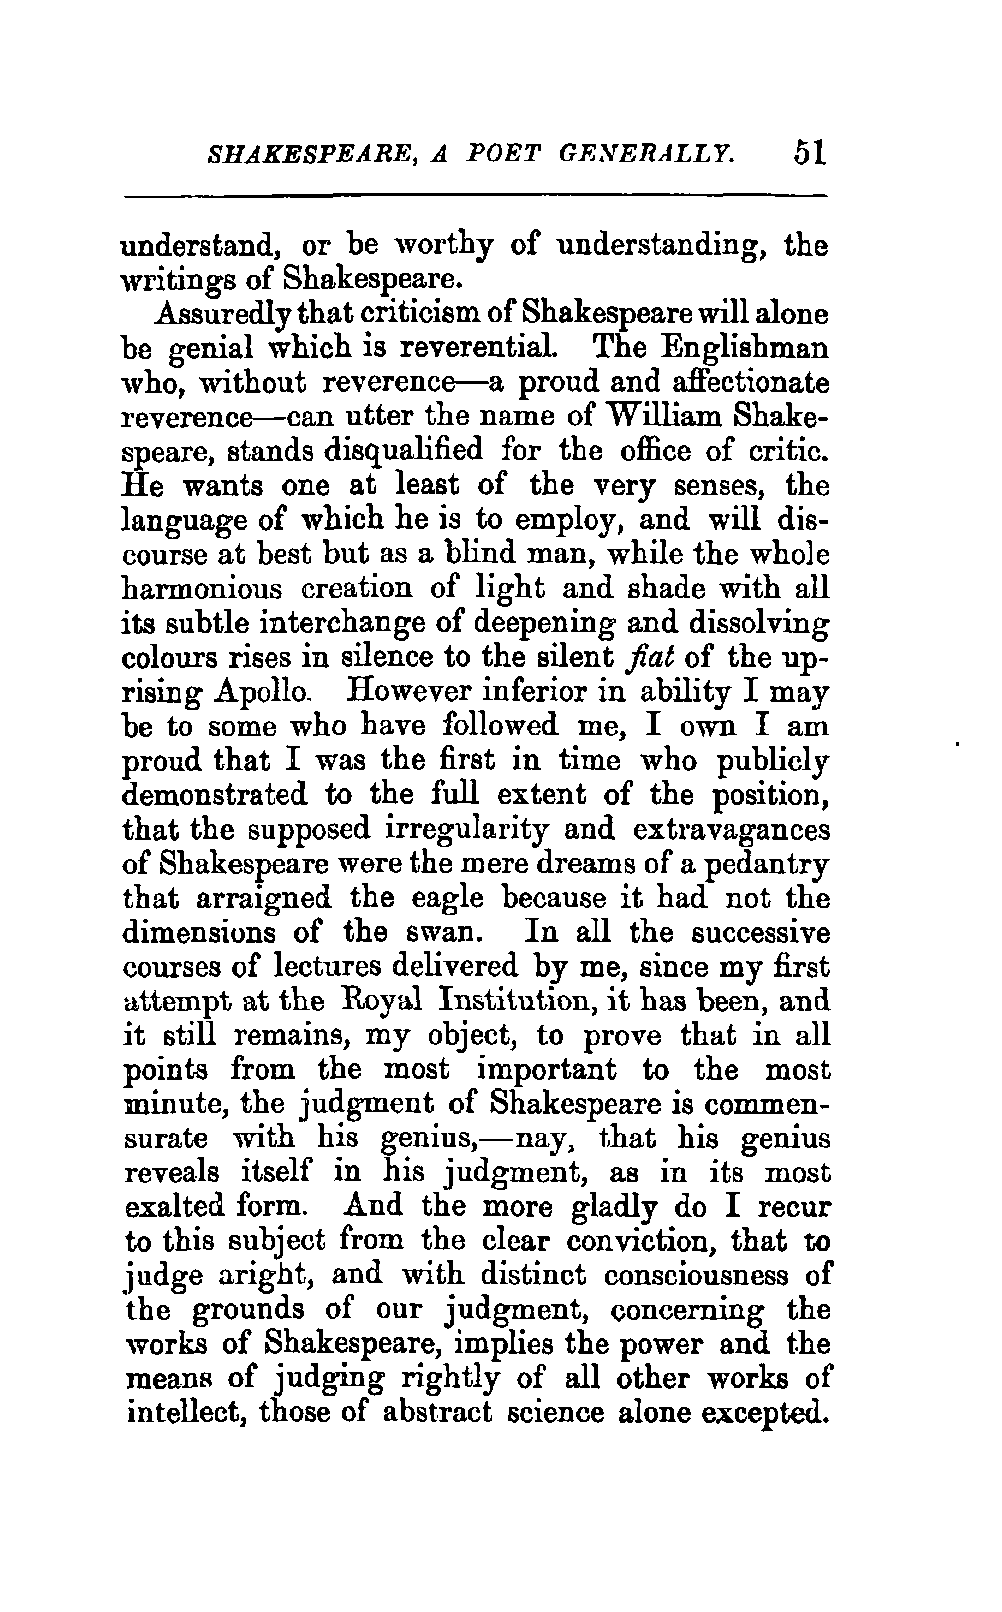 SHAKESPEARE, A POET GENERALLY. 51
understand, or be worthy of understanding, the
writings of Shakespeare.
Assuredly that criticism of Shakespeare will alone
be genial which is reverential. The Englishman
who, without reverence—a proud and affectionate
reverence—can utter the name of William Shake-
speare, stands disqualified for the office of critic.
He wants one at least of the very senses, the
language of which he is to employ, and will dis-
course at best but as a blind man, while the whole
harmonious creation of light and shade with all
its subtle interchange of deepening and dissolving
colours rises in silence to the silent fiat of the up-
rising Apollo. However inferior in ability I may
be to some who have followed me, I own I am
proud that I was the first in time who publicly
demonstrated to the full extent of the position,
that the supposed irregularity and extravagances
of Shakespeare were the mere dreams of a pedantry
that arraigned the eagle because it had not the
dimensions of the swan. In all the successive
courses of lectures delivered by me, since my first
attempt at the Royal Institution, it has been, and
it still remains, my object, to prove that in all
points from the most important to the most
minute, the judgment of Shakespeare is commen-
surate with his genius,—nay, that his genius
reveals itself in his judgment, as in its most
exalted form. And the more gladly do I recur
to this subject from the clear conviction, that to
judge aright, and with distinct consciousness of
the grounds of our judgment, concerning the
works of Shakespeare, implies the power and the
means of judging rightly of all other works of
intellect, those of abstract science alone excepted.